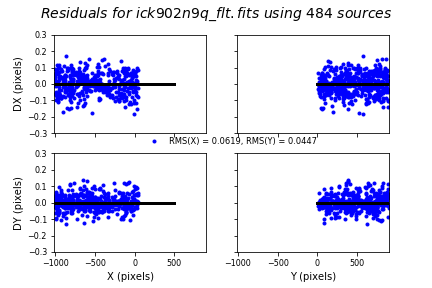 Residuals for ick902n9q_flt.fits using 484 sources
DX (pixels)
0.3
0.2
0.1
0.0
−0.1
−0.2
−0.3
RMS(X) = 0.0619, RMS(Y) = 0.0447
DY (pixels)
0.3
0.2
0.1
0.0
−0.1
−0.2
−0.3
−1000 −500 0 500
−1000 −500 0 500
X (pixels)
Y (pixels)